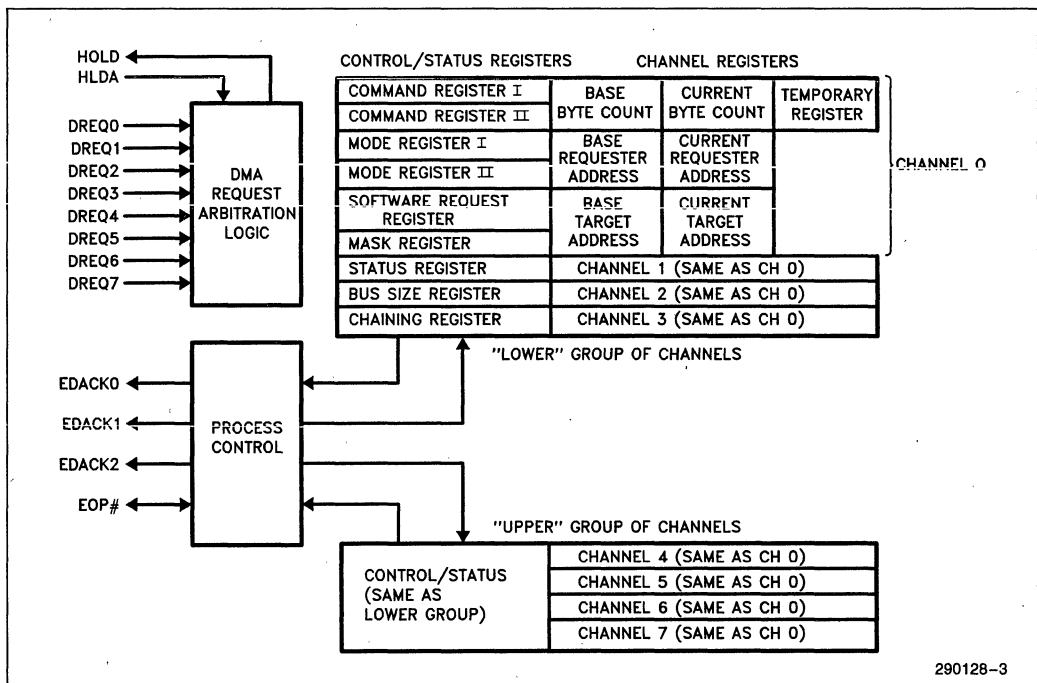 HOLD
HLDA
DREQ0
DREQ1
DREQ2
DREQ3
DREQ4
DREQ5
DREQ6
DREQ7
DMA
REQUEST
ARBITRATION
LOGIC
CONTROL/STATUS REGISTERS
CHANNEL REGISTERS
COMMAND REGISTER I
COMMAND REGISTER II
MODE REGISTER I
MODE REGISTER II
SOFTWARE REQUEST
REGISTER
MASK REGISTER
STATUS REGISTER
BUS SIZE REGISTER
CHAINING REGISTER
BASE
BYTE COUNT
CURRENT
BYTE COUNT
TEMPORARY
REGISTER
BASE
REQUESTER
ADDRESS
CURRENT
REQUESTER
ADDRESS
BASE
TARGET
ADDRESS
CURRENT
TARGET
ADDRESS
CHANNEL 0
CHANNEL 1 (SAME AS CH 0)
CHANNEL 2 (SAME AS CH 0)
CHANNEL 3 (SAME AS CH 0)
"LOWER" GROUP OF CHANNELS
EDACK0
EDACK1
EDACK2
EOP#
PROCESS
CONTROL
"UPPER" GROUP OF CHANNELS
CONTROL/STATUS
(SAME AS
LOWER GROUP)
CHANNEL 4 (SAME AS CH 0)
CHANNEL 5 (SAME AS CH 0)
CHANNEL 6 (SAME AS CH 0)
CHANNEL 7 (SAME AS CH 0)
290128-3